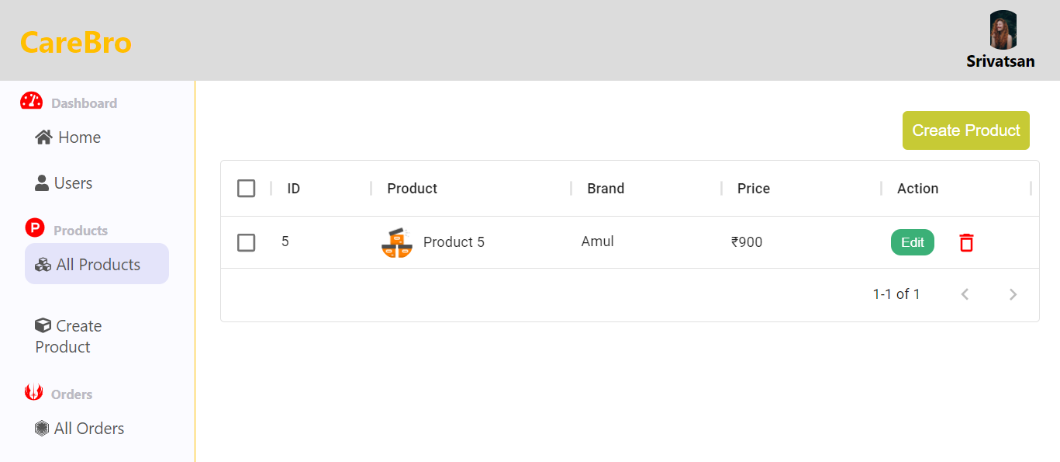 CareBro
Srivatsan
Dashboard
Home
Users
P Products
All Products
Create
Product
Orders
All Orders
Create Product
ID Product Brand Price Action
5 Product 5 Amul ₹900 Edit
1-1 of 1